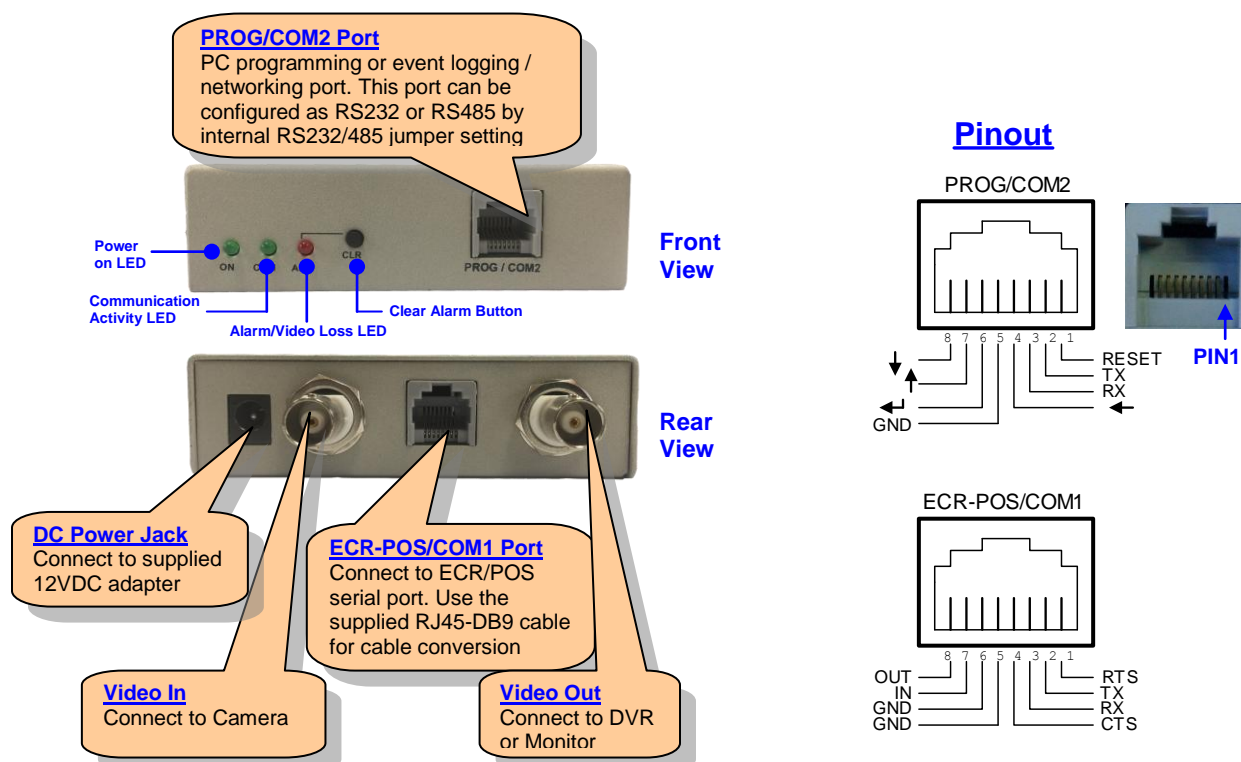 PROG/COM2 Port
PC programming or event logging /
networking port. This port can be
configured as RS232 or RS485 by
internal RS232/485 jumper setting
Power
on LED
ON
CLR
PROG / COM2
Front
View
Communication
Activity LED
Clear Alarm Button
Alarm/Video Loss LED
Rear
View
DC Power Jack
Connect to supplied
12VDC adapter
ECR-POS/COM1 Port
Connect to ECR/POS
serial port. Use the
supplied RJ45-DB9 cable
for cable conversion
Video In
Connect to Camera
Video Out
Connect to DVR
or Monitor
Pinout
PROG/COM2
8 7 6 5 4 3 2 1
RESET
TX
RX
GND
PIN1
ECR-POS/COM1
8 7 6 5 4 3 2 1
OUT
IN
GND
GND
RTS
TX
RX
CTS